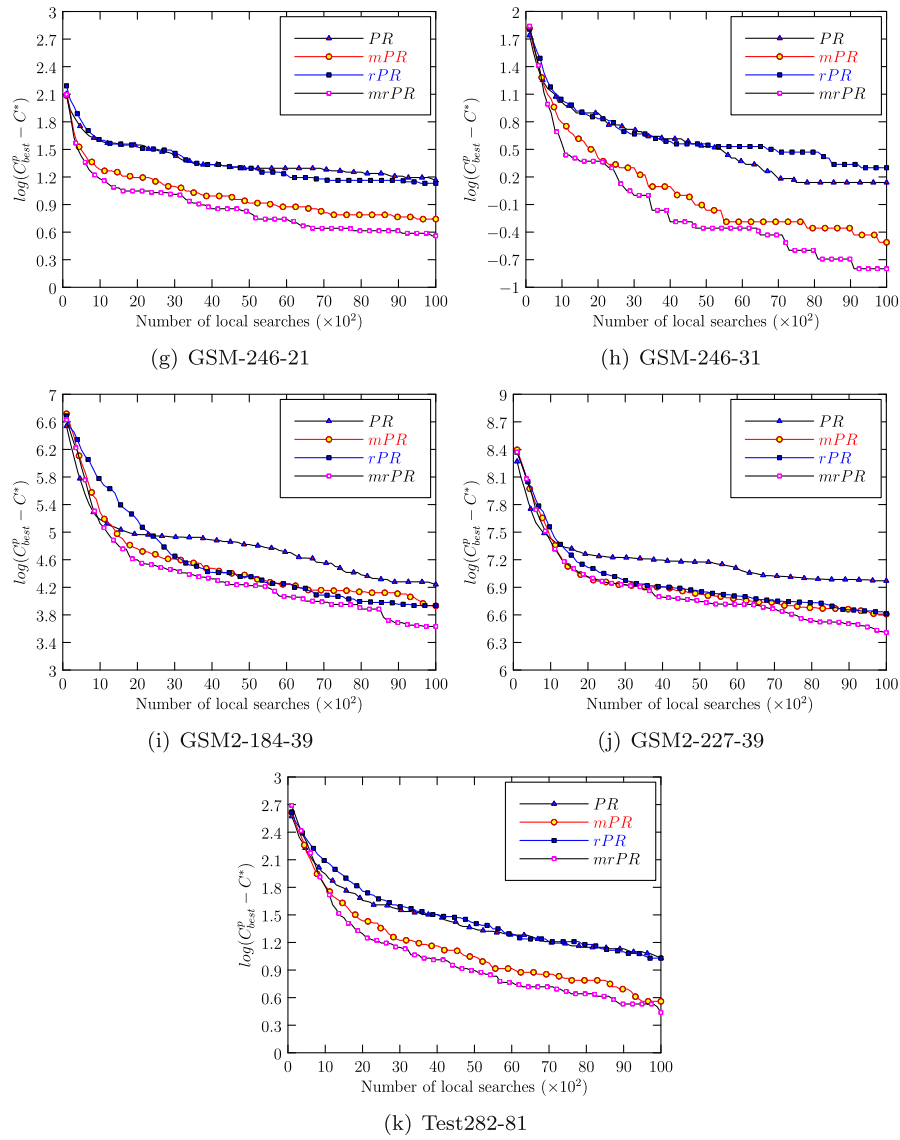 3
2.7
2.4
2.1
1.8
1.5
1.2
0.9
0.6
0.3
0
log(C^p_best − C*)
PR
mPR
rPR
mrPR
0 10 20 30 40 50 60 70 80 90 100
Number of local searches (×10²)
(g) GSM-246-21
2
1.7
1.4
1.1
0.8
0.5
0.2
−0.1
−0.4
−0.7
−1
log(C^p_best − C*)
PR
mPR
rPR
mrPR
0 10 20 30 40 50 60 70 80 90 100
Number of local searches (×10²)
(h) GSM-246-31
7
6.6
6.2
5.8
5.4
5
4.6
4.2
3.8
3.4
3
log(C^p_best − C*)
PR
mPR
rPR
mrPR
0 10 20 30 40 50 60 70 80 90 100
Number of local searches (×10²)
(i) GSM2-184-39
9
8.7
8.4
8.1
7.8
7.5
7.2
6.9
6.6
6.3
6
log(C^p_best − C*)
PR
mPR
rPR
mrPR
0 10 20 30 40 50 60 70 80 90 100
Number of local searches (×10²)
(j) GSM2-227-39
3
2.7
2.4
2.1
1.8
1.5
1.2
0.9
0.6
0.3
0
log(C^p_best − C*)
PR
mPR
rPR
mrPR
0 10 20 30 40 50 60 70 80 90 100
Number of local searches (×10²)
(k) Test282-81